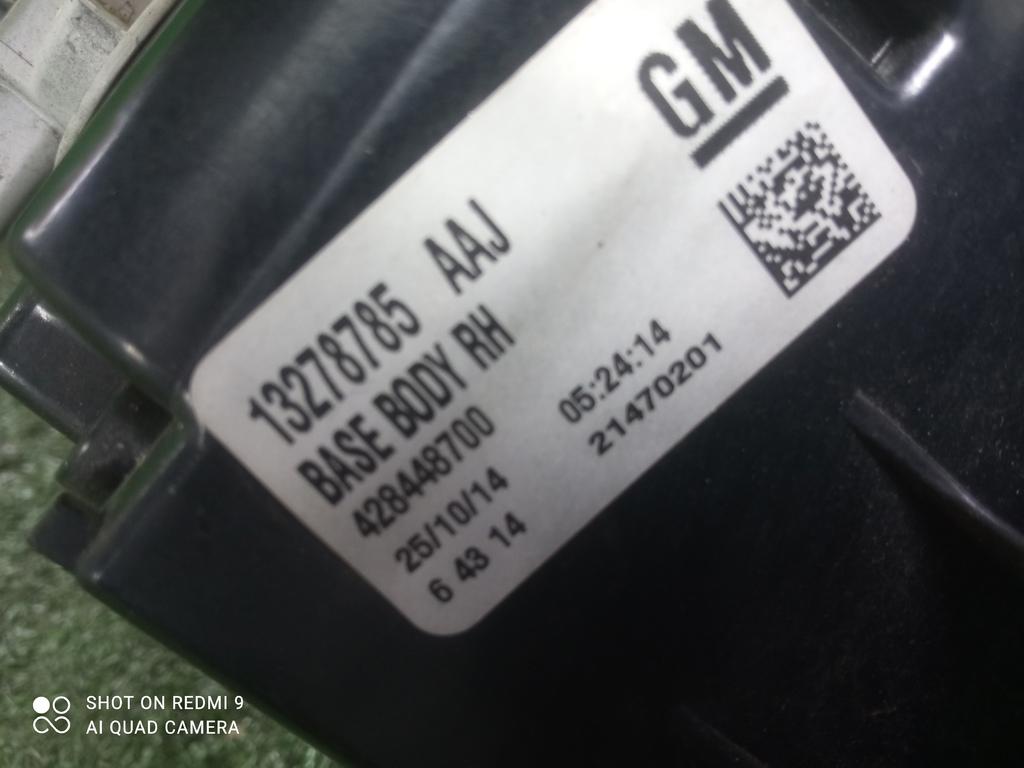 GM
13278785 AAJ
BASE BODY RH
428448700
25/10/14
6 43 14
05:24:14
21470201
SHOT ON REDMI 9
AI QUAD CAMERA